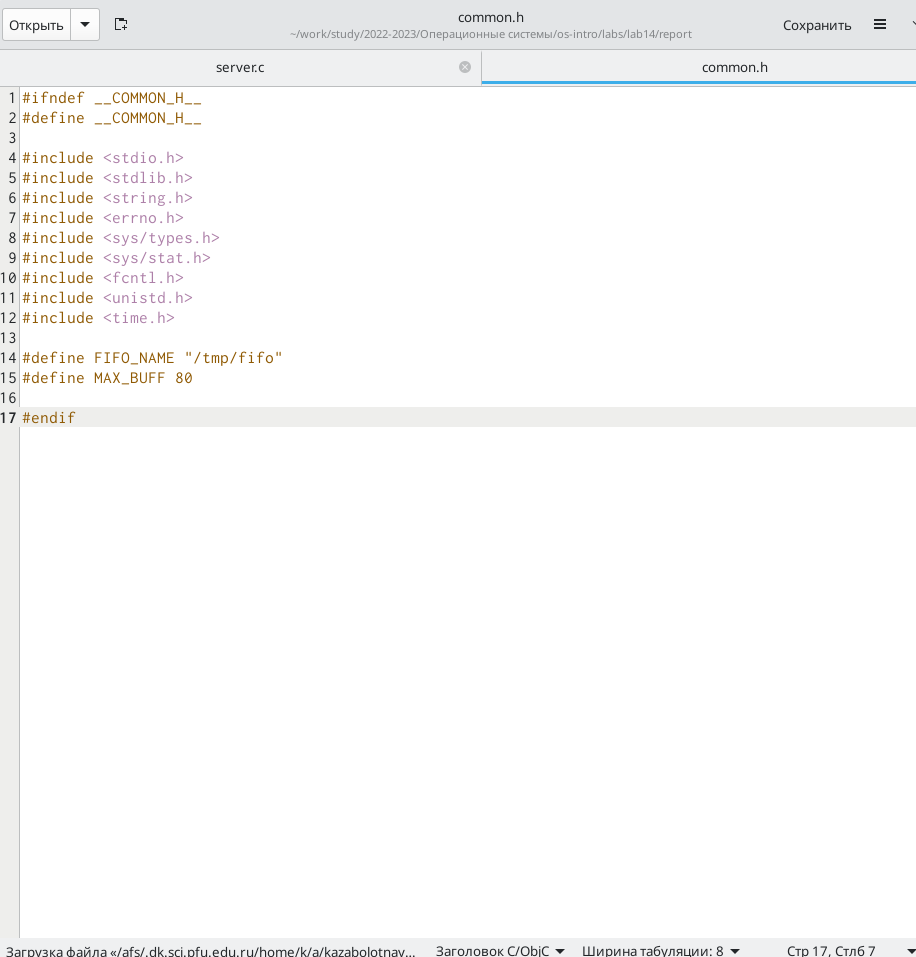 Открыть
common.h
~/work/study/2022-2023/Операционные системы/os-intro/labs/lab14/report
Сохранить
server.c
common.h
1 #ifndef __COMMON_H__
2 #define __COMMON_H__
3
4 #include <stdio.h>
5 #include <stdlib.h>
6 #include <string.h>
7 #include <errno.h>
8 #include <sys/types.h>
9 #include <sys/stat.h>
10 #include <fcntl.h>
11 #include <unistd.h>
12 #include <time.h>
13
14 #define FIFO_NAME "/tmp/fifo"
15 #define MAX_BUFF 80
16
17 #endif
Загрузка файла «/afs/.dk.sci.pfu.edu.ru/home/k/a/kazabolotnay… Заголовок C/ObjC Ширина табуляции: 8 Стр 17, Стлб 7